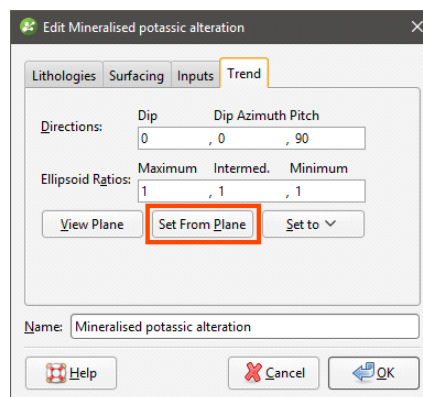 Edit Mineralised potassic alteration
Lithologies Surfacing Inputs Trend
Dip Dip Azimuth Pitch
Directions: 0 , 0 , 90
Maximum Intermed. Minimum
Ellipsoid Ratios: 1 , 1 , 1
View Plane Set From Plane Set to
Name: Mineralised potassic alteration
Help Cancel OK